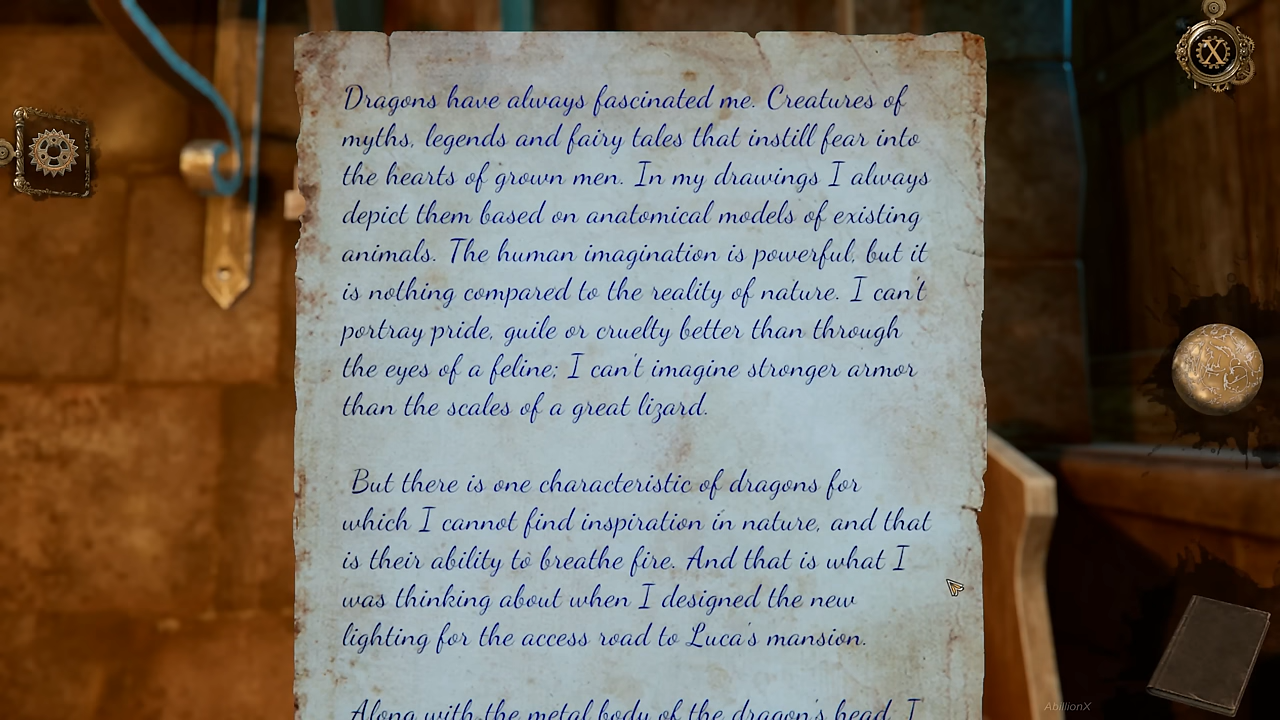 Dragons have always fascinated me. Creatures of
myths, legends and fairy tales that instill fear into
the hearts of grown men. In my drawings I always
depict them based on anatomical models of existing
animals. The human imagination is powerful, but it
is nothing compared to the reality of nature. I can't
portray pride, guile or cruelty better than through
the eyes of a feline; I can't imagine stronger armor
than the scales of a great lizard.
But there is one characteristic of dragons for
which I cannot find inspiration in nature, and that
is their ability to breathe fire. And that is what I
was thinking about when I designed the new
lighting for the access road to Luca's mansion.
Along with the metal body of the dragon's head, I
X
AbillionX